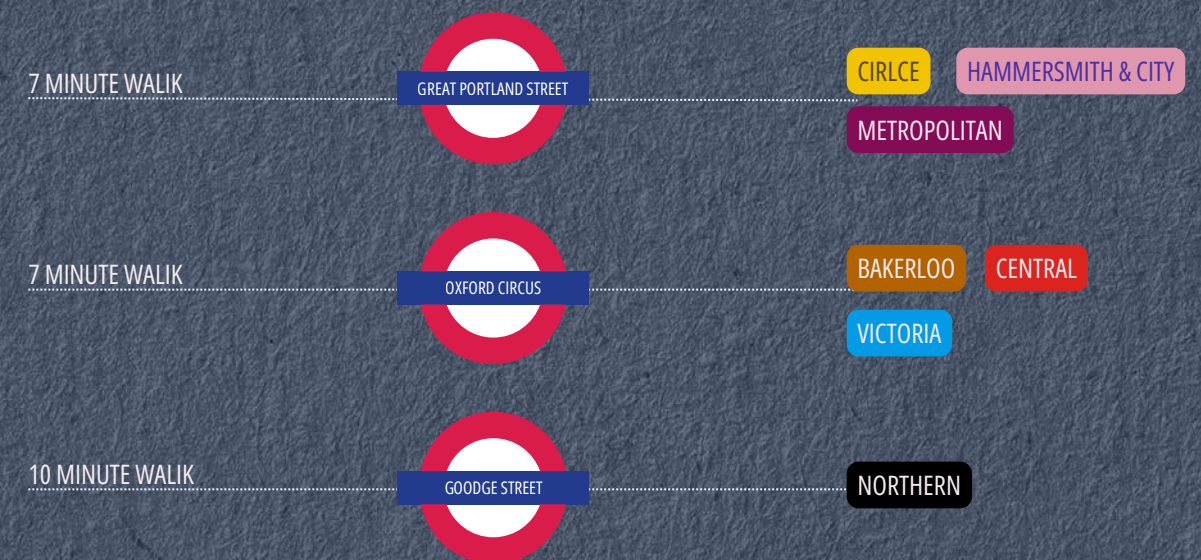 7 MINUTE WALIK
GREAT PORTLAND STREET
CIRLCE
HAMMERSMITH & CITY
METROPOLITAN
7 MINUTE WALIK
OXFORD CIRCUS
BAKERLOO
CENTRAL
VICTORIA
10 MINUTE WALIK
GOODGE STREET
NORTHERN